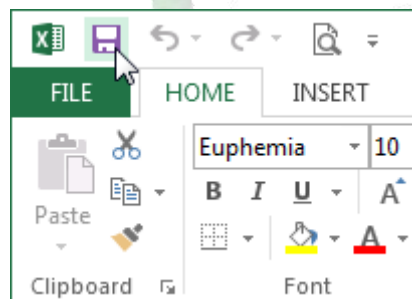 FILE HOME INSERT
Euphemia 10
B I U A
Paste
A
Clipboard Font